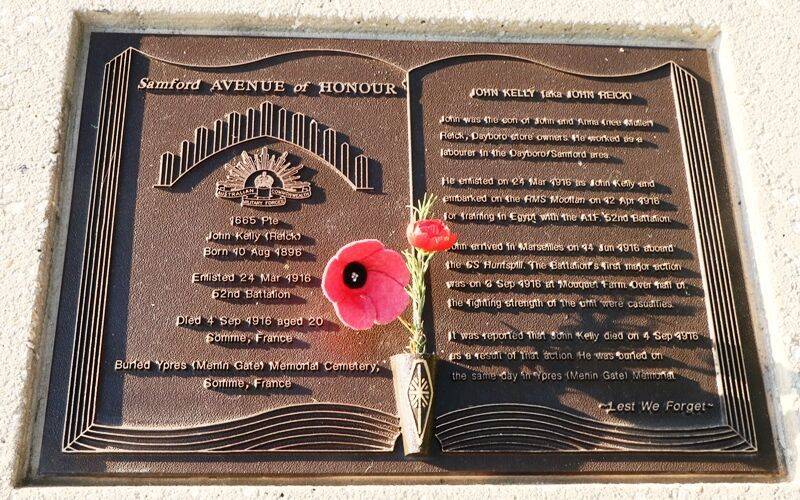 Samford AVENUE of HONOUR
AUSTRALIAN COMMONWEALTH
MILITARY FORCES
1665 Pte
John Kelly (Reick)
Born 10 Aug 1896
Enlisted 24 Mar 1916
52nd Battalion
Died 4 Sep 1916 aged 20
Somme, France
Buried Ypres (Menin Gate) Memorial Cemetery,
Somme, France
JOHN KELLY (aka JOHN REICK)
John was the son of John and Anna (nee Muller)
Reick, Dayboro store owners. He worked as a
labourer in the Dayboro/Samford area.
He enlisted on 24 Mar 1916 as John Kelly and
embarked on the RMS Mooltan on 12 Apr 1916
for training in Egypt with the A.I.F. 52nd Battalion.
John arrived in Marseilles on 14 Jun 1916 aboard
the SS Huntspill. The Battalion's first major action
was on 3 Sep 1916 at Mouquet Farm. Over half of
the fighting strength of the unit were casualties.
It was reported that John Kelly died on 4 Sep 1916
as a result of that action. He was buried on
the same day in Ypres (Menin Gate) Memorial.
~Lest We Forget~